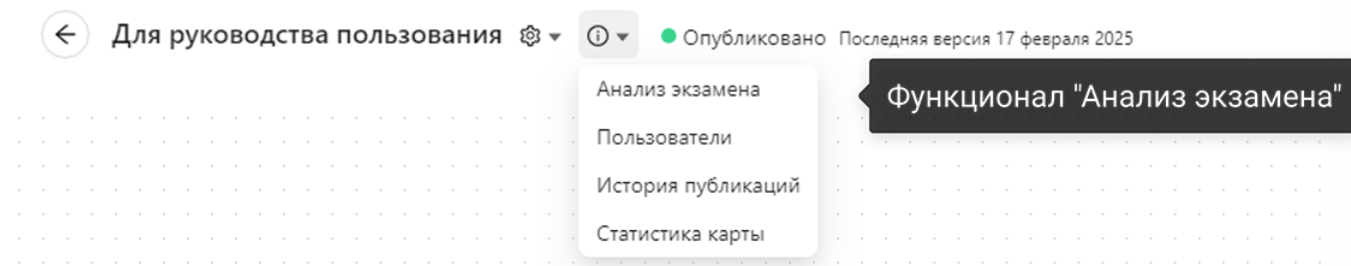 Для руководства пользования
Опубликовано Последняя версия 17 февраля 2025
Анализ экзамена
Функционал "Анализ экзамена"
Пользователи
История публикаций
Статистика карты